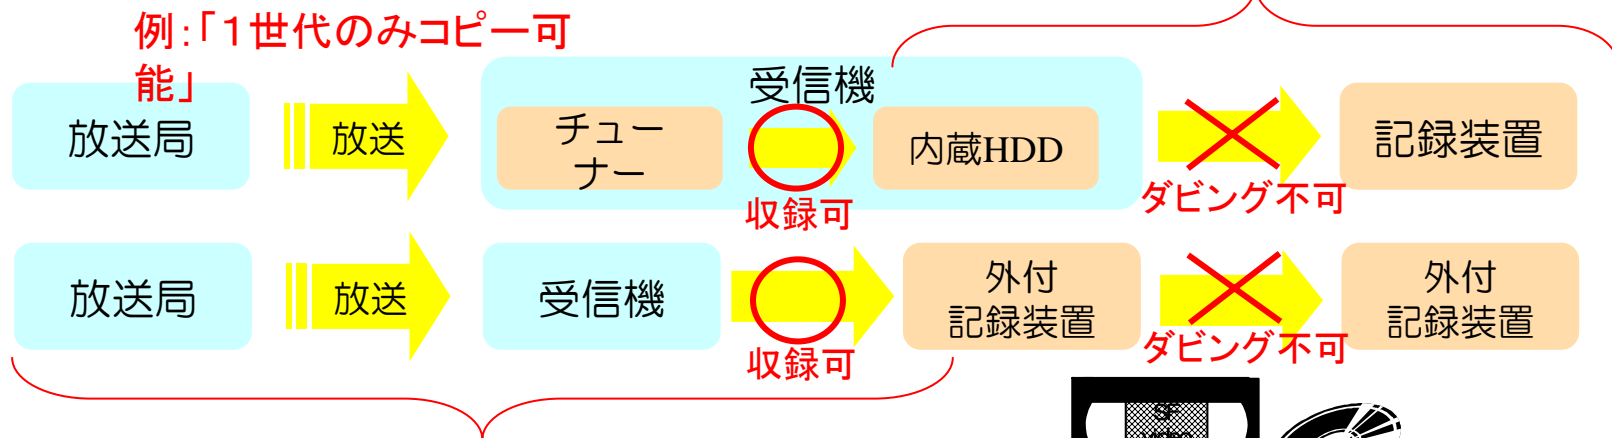 例:「１世代のみコピー可
能」
受信機
放送局
放送
チュー
ナー
内蔵HDD
記録装置
収録可
ダビング不可
放送局
放送
受信機
外付
記録装置
外付
記録装置
収録可
ダビング不可
SF
video